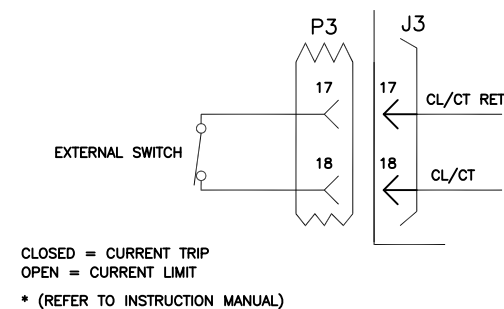 P3 J3
17 17
CL/CT RET
EXTERNAL SWITCH
18 18
CL/CT
CLOSED = CURRENT TRIP
OPEN = CURRENT LIMIT
* (REFER TO INSTRUCTION MANUAL)